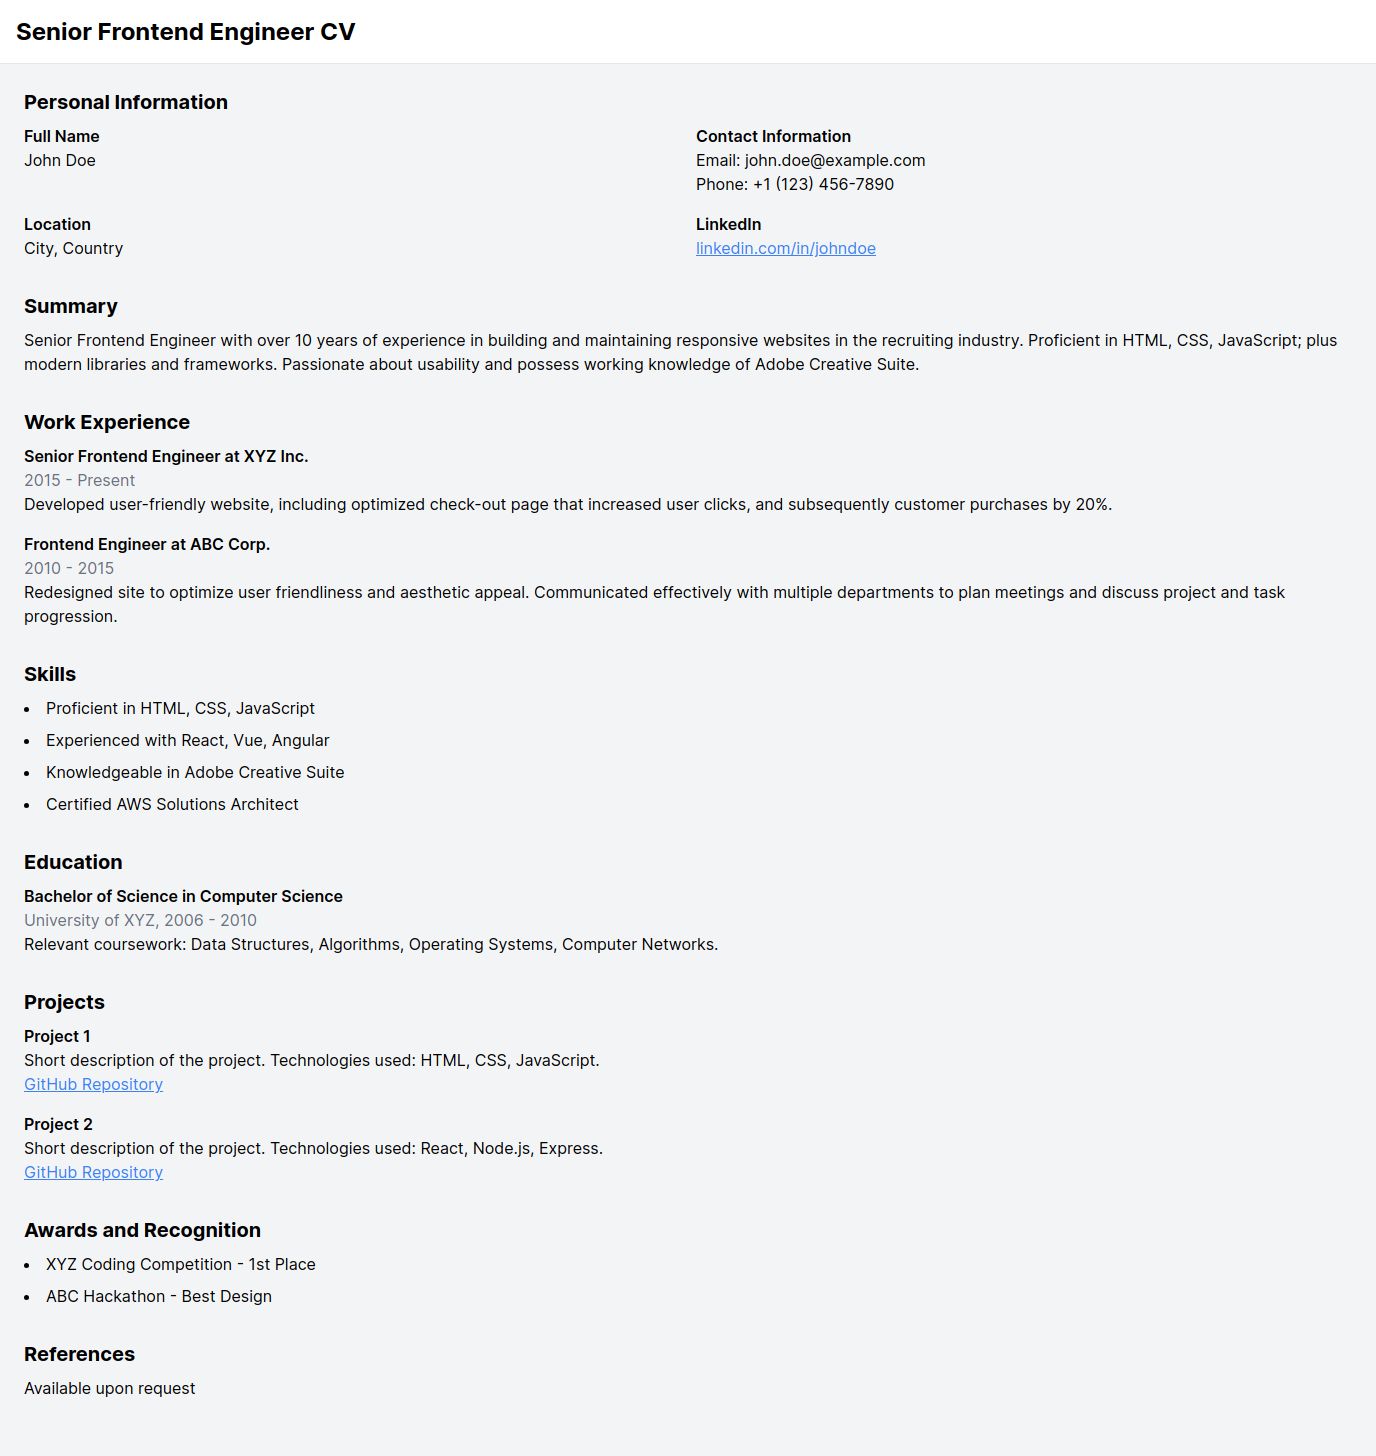 Senior Frontend Engineer CV
Personal Information
Full Name
John Doe
Contact Information
Email: john.doe@example.com
Phone: +1 (123) 456-7890
Location
City, Country
LinkedIn
linkedin.com/in/johndoe
Summary
Senior Frontend Engineer with over 10 years of experience in building and maintaining responsive websites in the recruiting industry. Proficient in HTML, CSS, JavaScript; plus
modern libraries and frameworks. Passionate about usability and possess working knowledge of Adobe Creative Suite.
Work Experience
Senior Frontend Engineer at XYZ Inc.
2015 - Present
Developed user-friendly website, including optimized check-out page that increased user clicks, and subsequently customer purchases by 20%.
Frontend Engineer at ABC Corp.
2010 - 2015
Redesigned site to optimize user friendliness and aesthetic appeal. Communicated effectively with multiple departments to plan meetings and discuss project and task
progression.
Skills
• Proficient in HTML, CSS, JavaScript
• Experienced with React, Vue, Angular
• Knowledgeable in Adobe Creative Suite
• Certified AWS Solutions Architect
Education
Bachelor of Science in Computer Science
University of XYZ, 2006 - 2010
Relevant coursework: Data Structures, Algorithms, Operating Systems, Computer Networks.
Projects
Project 1
Short description of the project. Technologies used: HTML, CSS, JavaScript.
GitHub Repository
Project 2
Short description of the project. Technologies used: React, Node.js, Express.
GitHub Repository
Awards and Recognition
• XYZ Coding Competition - 1st Place
• ABC Hackathon - Best Design
References
Available upon request